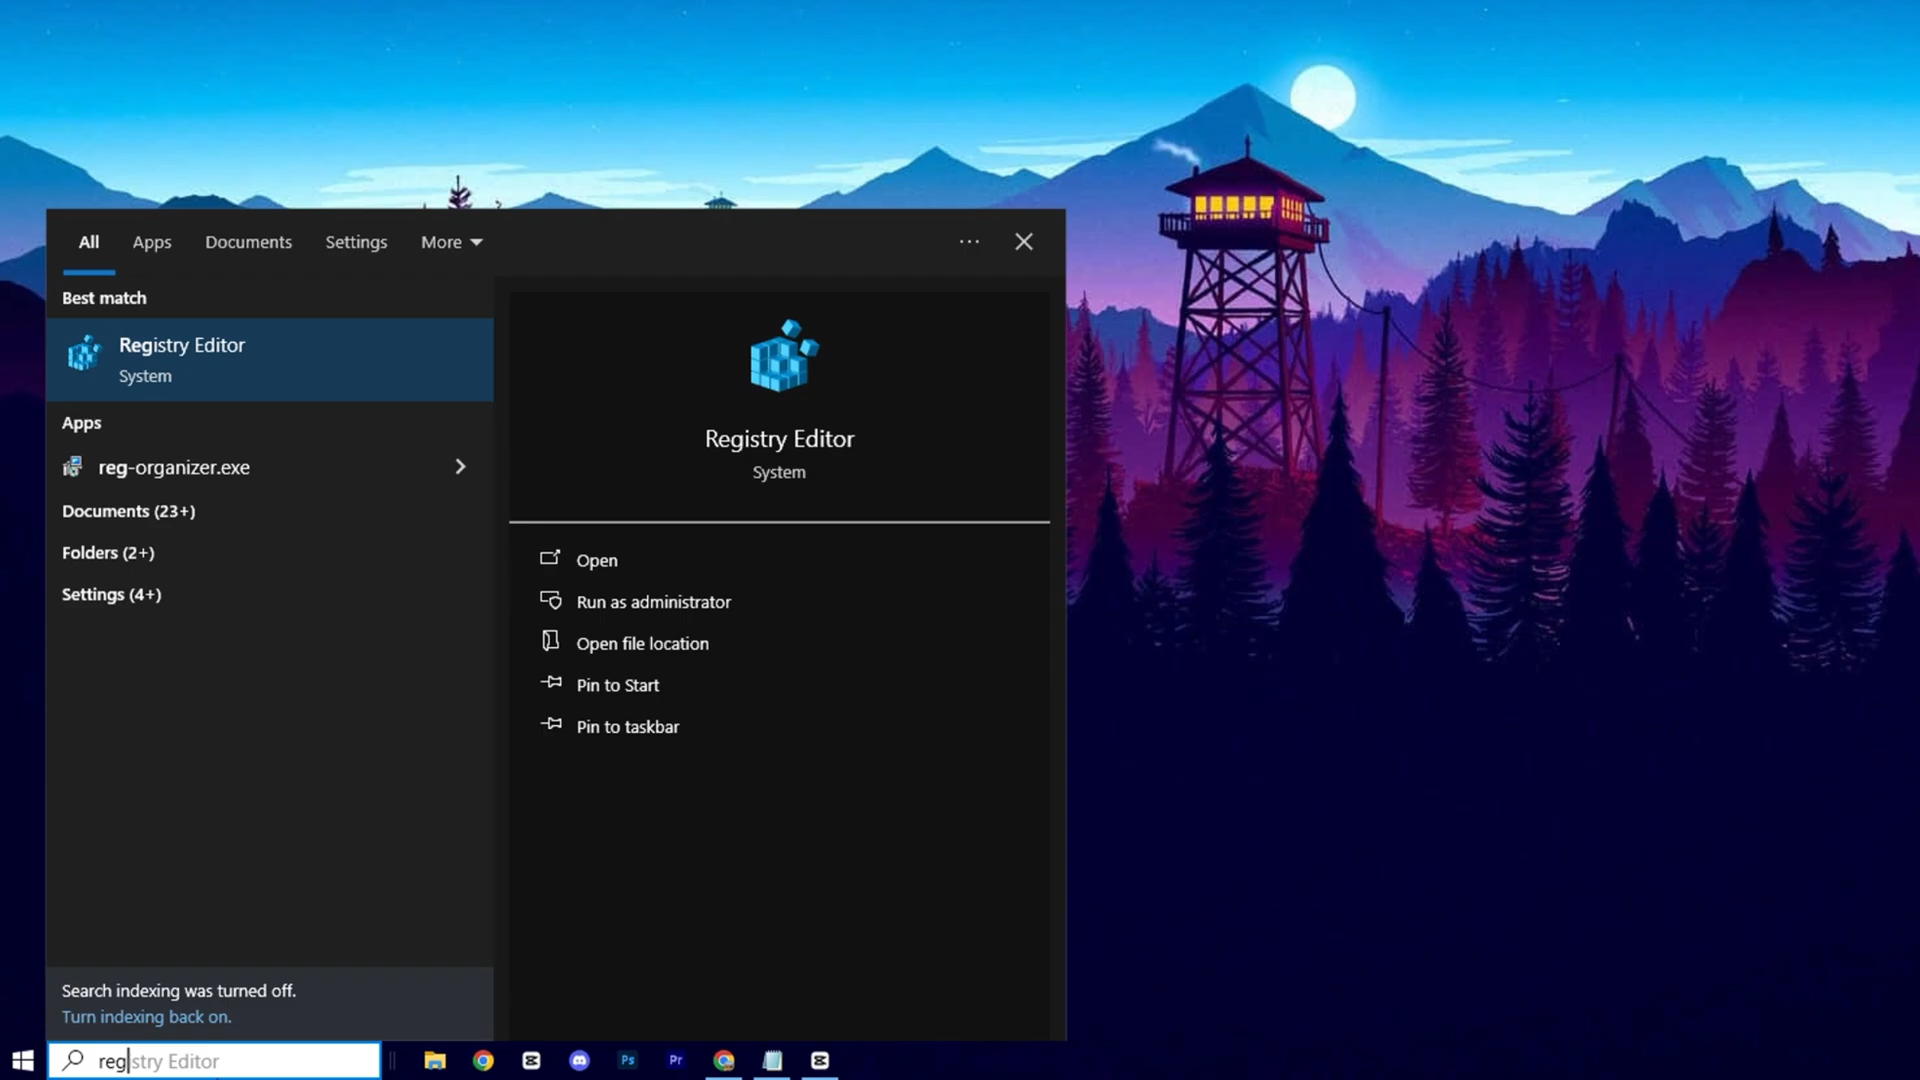 All Apps Documents Settings More
Best match
Registry Editor
System
Apps
reg-organizer.exe
Documents (23+)
Folders (2+)
Settings (4+)
Registry Editor
System
Open
Run as administrator
Open file location
Pin to Start
Pin to taskbar
Search indexing was turned off.
Turn indexing back on.
registry Editor
Ps
Pr